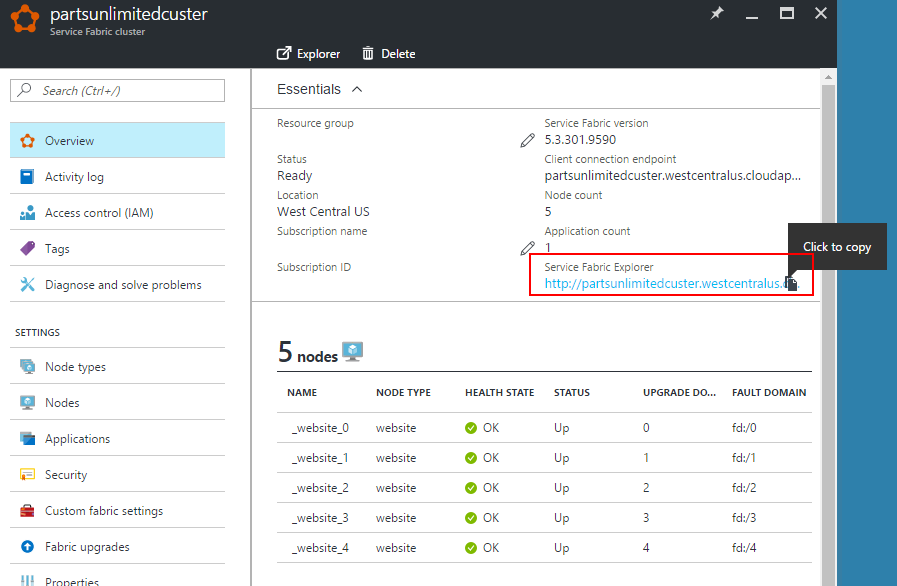 partsunlimitedcuster
Service Fabric cluster
Explorer Delete
Search (Ctrl+/)
Overview
Activity log
Access control (IAM)
Tags
Diagnose and solve problems
SETTINGS
Node types
Nodes
Applications
Security
Custom fabric settings
Fabric upgrades
Properties
Essentials
Resource group
Status
Ready
Location
West Central US
Subscription name
Subscription ID
Service Fabric version
5.3.301.9590
Client connection endpoint
partsunlimitedcuster.westcentralus.cloudap...
Node count
5
Application count
1
Service Fabric Explorer
http://partsunlimitedcuster.westcentralus.
Click to copy
5 nodes
NAME NODE TYPE HEALTH STATE STATUS UPGRADE DO... FAULT DOMAIN
_website_0 website OK Up 0 fd:/0
_website_1 website OK Up 1 fd:/1
_website_2 website OK Up 2 fd:/2
_website_3 website OK Up 3 fd:/3
_website_4 website OK Up 4 fd:/4